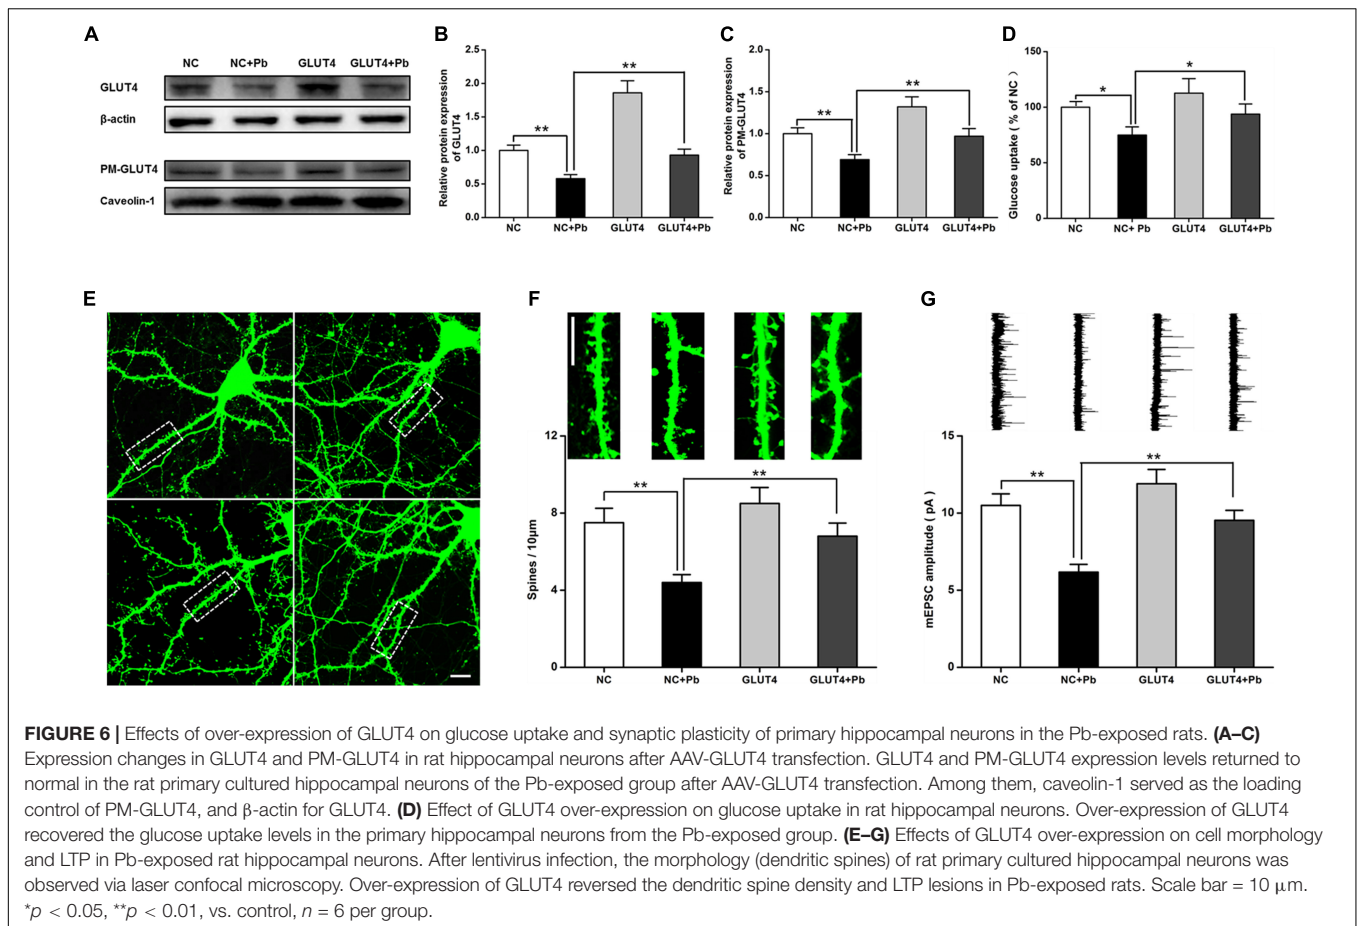 A
NC NC+Pb GLUT4 GLUT4+Pb
GLUT4
β-actin
PM-GLUT4
Caveolin-1
B
Relative protein expression
of GLUT4
2.5
2.0
1.5
1.0
0.5
0.0
**
**
NC NC+Pb GLUT4 GLUT4+Pb
C
Relative protein expression
of PM-GLUT4
2.0
1.5
1.0
0.5
0.0
**
**
NC NC+Pb GLUT4 GLUT4+Pb
D
Glucose uptake ( % of NC )
150
100
50
0
*
*
NC NC+ Pb GLUT4 GLUT4+Pb
E
F
Spines / 10μm
12
8
4
0
**
**
NC NC+Pb GLUT4 GLUT4+Pb
G
mEPSC amplitude ( pA )
15
10
5
0
**
**
NC NC+Pb GLUT4 GLUT4+Pb
FIGURE 6 | Effects of over-expression of GLUT4 on glucose uptake and synaptic plasticity of primary hippocampal neurons in the Pb-exposed rats. (A–C)
Expression changes in GLUT4 and PM-GLUT4 in rat hippocampal neurons after AAV-GLUT4 transfection. GLUT4 and PM-GLUT4 expression levels returned to
normal in the rat primary cultured hippocampal neurons of the Pb-exposed group after AAV-GLUT4 transfection. Among them, caveolin-1 served as the loading
control of PM-GLUT4, and β-actin for GLUT4. (D) Effect of GLUT4 over-expression on glucose uptake in rat hippocampal neurons. Over-expression of GLUT4
recovered the glucose uptake levels in the primary hippocampal neurons from the Pb-exposed group. (E–G) Effects of GLUT4 over-expression on cell morphology
and LTP in Pb-exposed rat hippocampal neurons. After lentivirus infection, the morphology (dendritic spines) of rat primary cultured hippocampal neurons was
observed via laser confocal microscopy. Over-expression of GLUT4 reversed the dendritic spine density and LTP lesions in Pb-exposed rats. Scale bar = 10 μm.
*p < 0.05, **p < 0.01, vs. control, n = 6 per group.